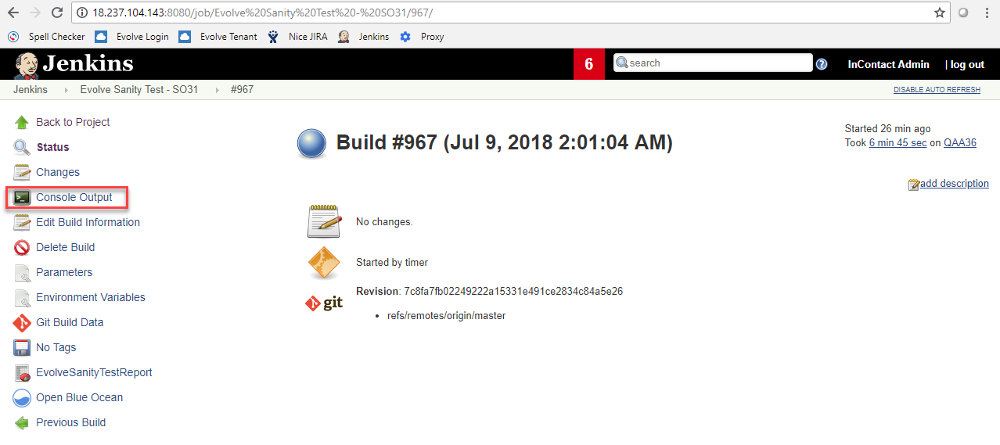 18.237.104.143:8080/job/Evolve%20Sanity%20Test%20-%20SO31/967/
Spell Checker Evolve Login Evolve Tenant Nice JIRA Jenkins Proxy
Jenkins 6 search ? InContact Admin | log out
Jenkins Evolve Sanity Test - SO31 #967 DISABLE AUTO REFRESH
Back to Project
Status
Changes
Console Output
Edit Build Information
Delete Build
Parameters
Environment Variables
Git Build Data
No Tags
EvolveSanityTestReport
Open Blue Ocean
Previous Build
Build #967 (Jul 9, 2018 2:01:04 AM)
Started 26 min ago
Took 6 min 45 sec on QAA36
add description
No changes.
Started by timer
git
Revision: 7c8fa7fb02249222a15331e491ce2834c84a5e26
• refs/remotes/origin/master